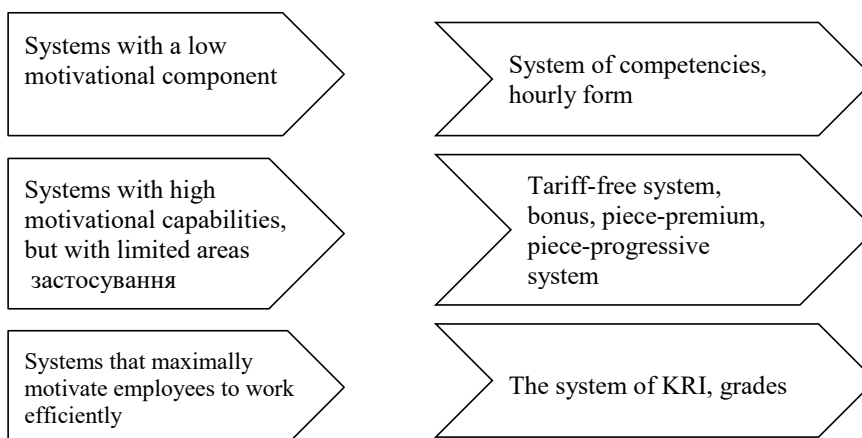 Systems with a low
motivational component
System of competencies,
hourly form
Systems with high
motivational capabilities,
but with limited areas
застосування
Tariff-free system,
bonus, piece-premium,
piece-progressive
system
Systems that maximally
motivate employees to work
efficiently
The system of KRI, grades